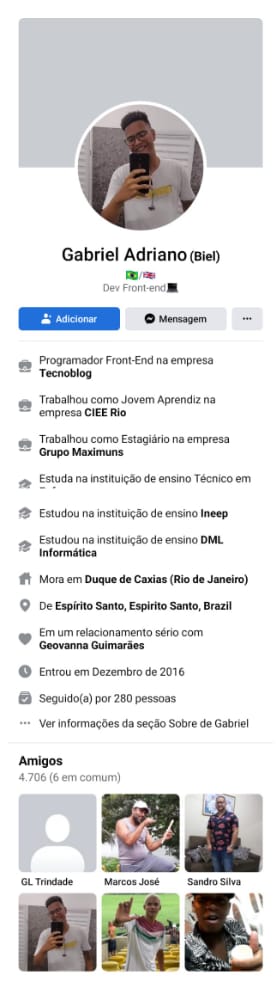 Gabriel Adriano (Biel)
🇧🇷/🇬🇧
Dev Front-end💻
Adicionar
Mensagem
Programador Front-End na empresa
Tecnoblog
Trabalhou como Jovem Aprendiz na
empresa CIEE Rio
Trabalhou como Estagiário na empresa
Grupo Maximuns
Estuda na instituição de ensino Técnico em
Estudou na instituição de ensino Ineep
Estudou na instituição de ensino DML
Informática
Mora em Duque de Caxias (Rio de Janeiro)
De Espírito Santo, Espirito Santo, Brazil
Em um relacionamento sério com
Geovanna Guimarães
Entrou em Dezembro de 2016
Seguido(a) por 280 pessoas
Ver informações da seção Sobre de Gabriel
Amigos
4.706 (6 em comum)
GL Trindade
Marcos José
Sandro Silva